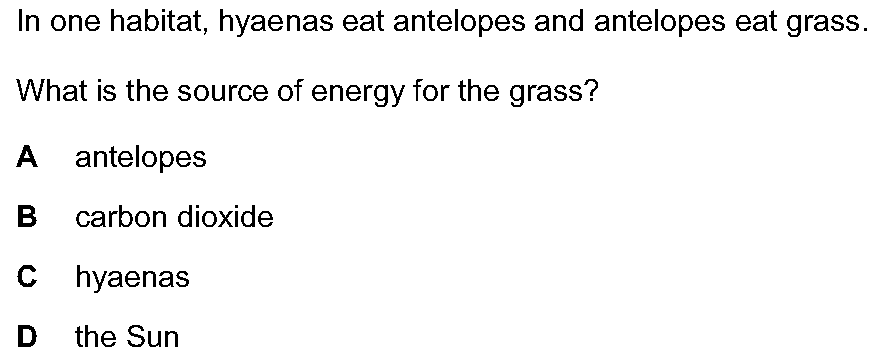 In one habitat, hyaenas eat antelopes and antelopes eat grass.
What is the source of energy for the grass?
A antelopes
B carbon dioxide
C hyaenas
D the Sun